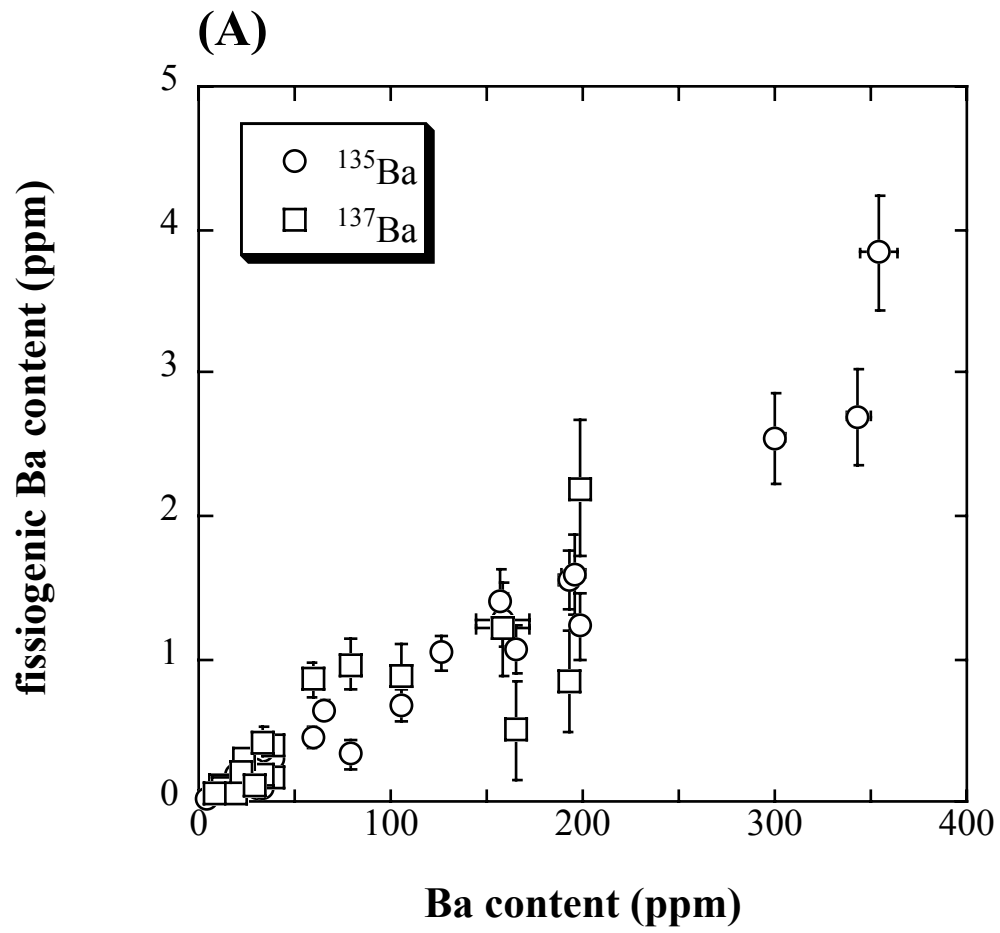 (A)
5
4
3
2
1
0
0 100 200 300 400
¹³⁵Ba
¹³⁷Ba
fissiogenic Ba content (ppm)
Ba content (ppm)